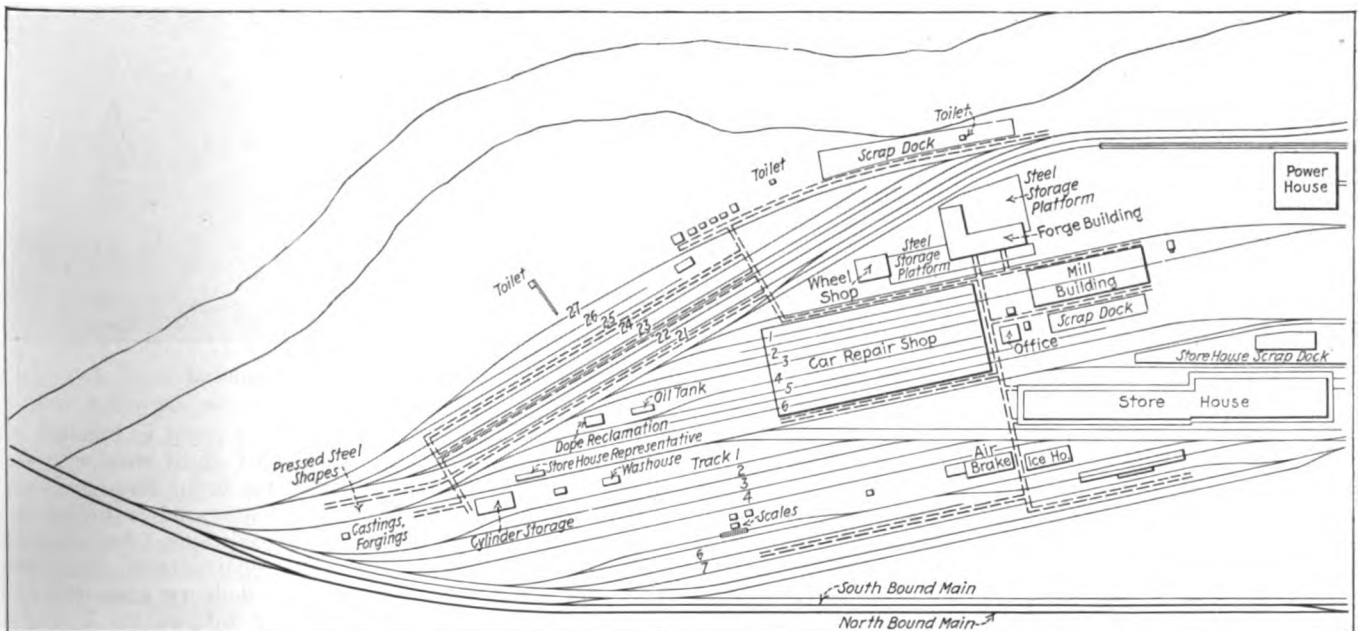 Toilet
Scrap Dock
Toilet
Steel
Storage
Platform
Power
House
Forge Building
Steel
Storage
Platform
Wheel
Shop
Mill
Building
Toilet
27
26
25
24
23
22
21
Scrap Dock
Office
1
2
3
4
5
6
Car Repair Shop
Store House Scrap Dock
Store House
Oil Tank
Dope Reclamation
Store House Representative
Washouse
Track 1
2
3
4
Air
Brake
Ice Ho.
Pressed Steel
Shapes
Castings,
Forgings
Cylinder Storage
Scales
6
7
South Bound Main
North Bound Main